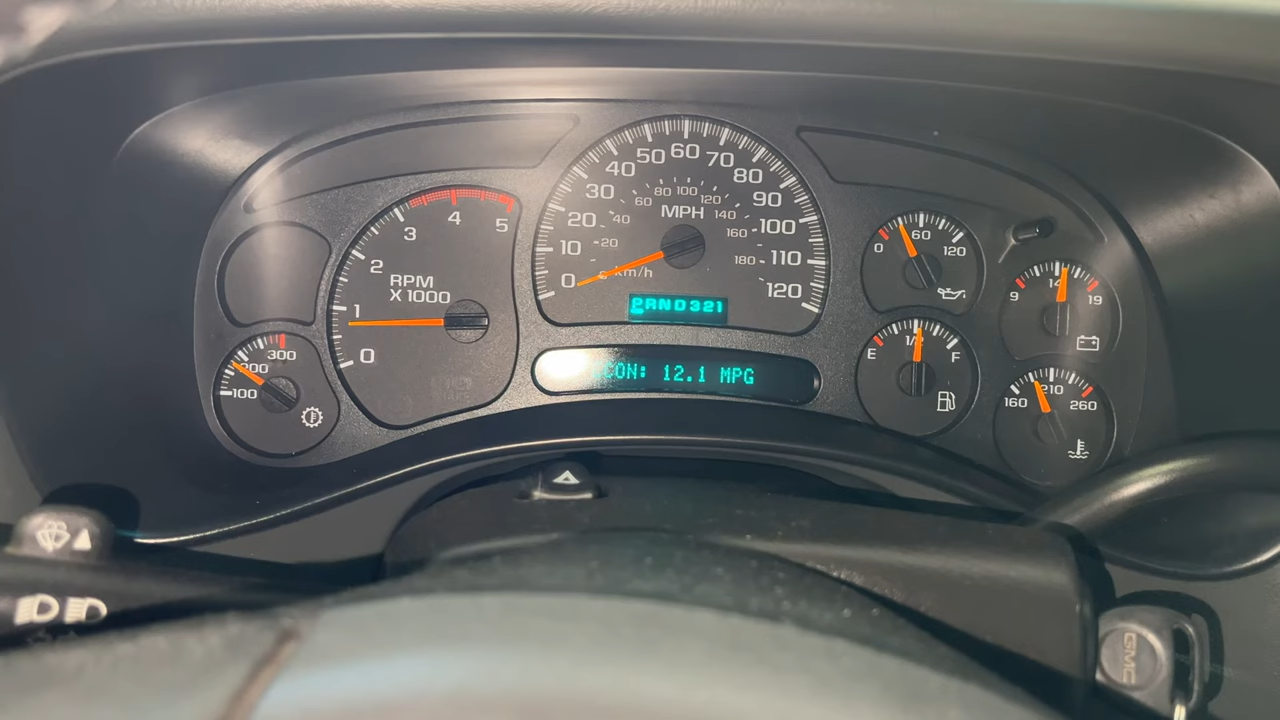 0 10 20 30 40 50 60 70 80 90 100 110 120
20 40 60 80 100 120 140 160 180
MPH
km/h
PRND321
CON: 12.1 MPG
0 1 2 3 4 5
RPM
X1000
100 200 300
0 60 120
9 14 19
E 1/2 F
160 210 260
GMC